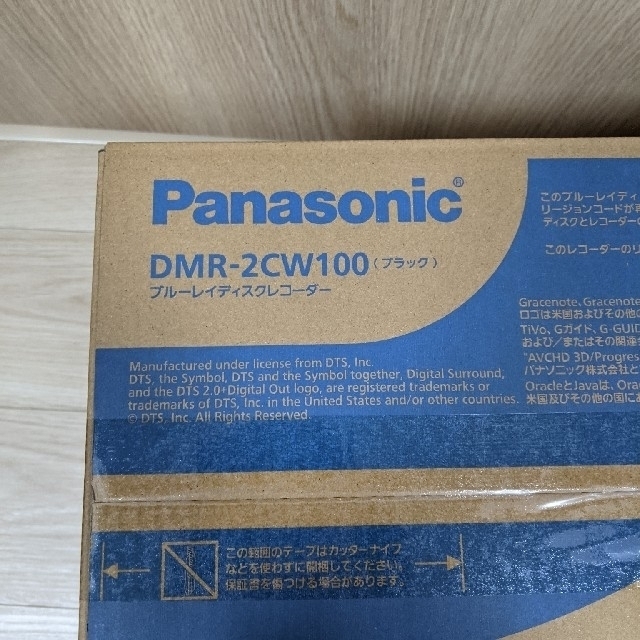 Panasonic®
DMR-2CW100(ブラック)
ブルーレイディスクレコーダー
Manufactured under license from DTS, Inc.
DTS, the Symbol, DTS and the Symbol together, Digital Surround,
and the DTS 2.0+Digital Out logo, are registered trademarks or
trademarks of DTS, Inc. in the United States and/or other countries.
© DTS, Inc. All Rights Reserved.
このブルーレイディ
リージョンコードが
ディスクとレコーダーの
このレコーダーのリ
Gracenote, Gracenote
ロゴは米国およびその他の
TiVo, Gガイド, G-GUID
および/またはその関連
"AVCHD 3D/Progres
パナソニック株式会社と
OracleとJavaは、Ora
米国及びその他の国に
この範囲のテープはカッターナイフ
などを使わずに開梱してください。
保証書を傷つける場合があります。